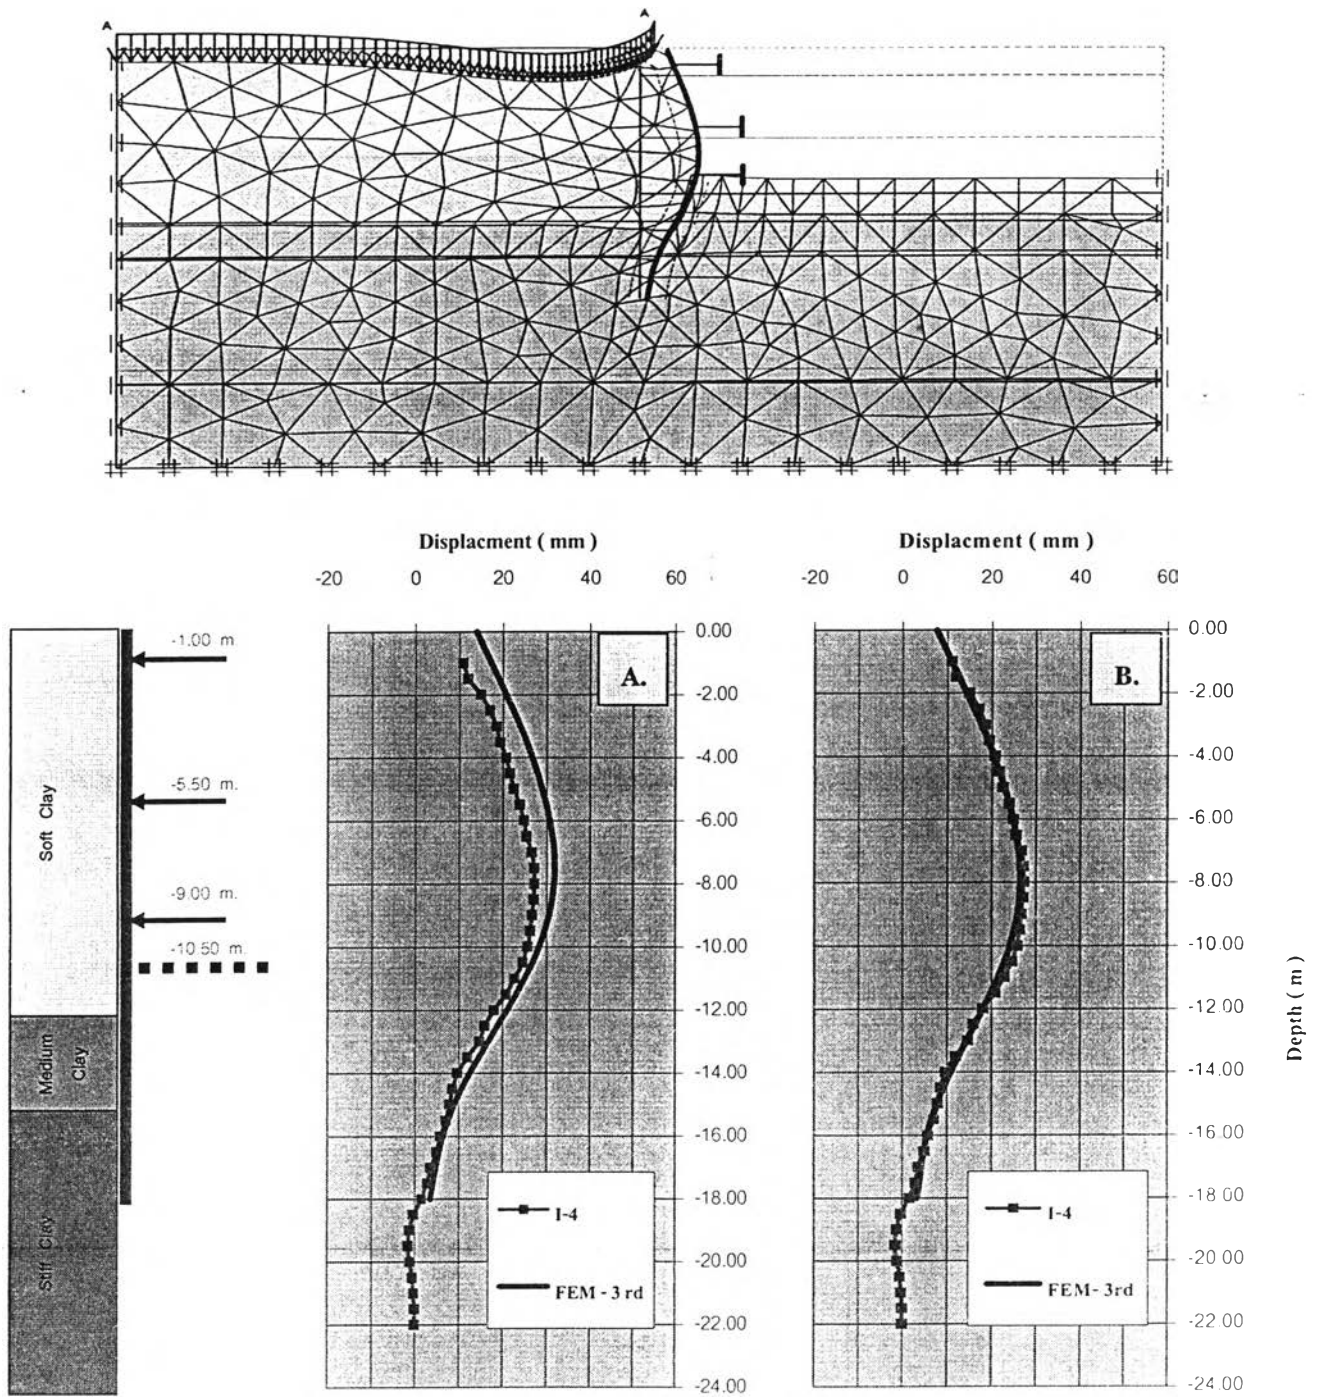 A
A
Displacment ( mm )
Displacment ( mm )
-20 0 20 40 60
-20 0 20 40 60
-1.00 m.
-5.50 m.
-9.00 m.
-10.50 m.
Soft Clay
Medium
Clay
Stiff Clay
A.
0.00
-2.00
-4.00
-6.00
-8.00
-10.00
-12.00
-14.00
-16.00
-18.00
-20.00
-22.00
-24.00
I-4
FEM - 3 rd
B.
0.00
-2.00
-4.00
-6.00
-8.00
-10.00
-12.00
-14.00
-16.00
-18 00
-20 00
-22 00
-24 00
I-4
FEM- 3rd
Depth ( m )